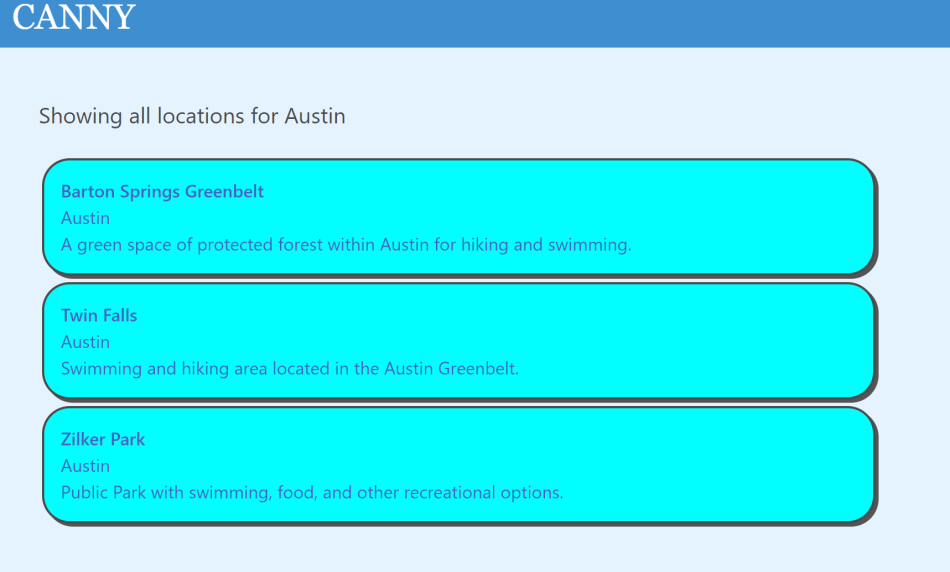 CANNY
Showing all locations for Austin
Barton Springs Greenbelt
Austin
A green space of protected forest within Austin for hiking and swimming.
Twin Falls
Austin
Swimming and hiking area located in the Austin Greenbelt.
Zilker Park
Austin
Public Park with swimming, food, and other recreational options.